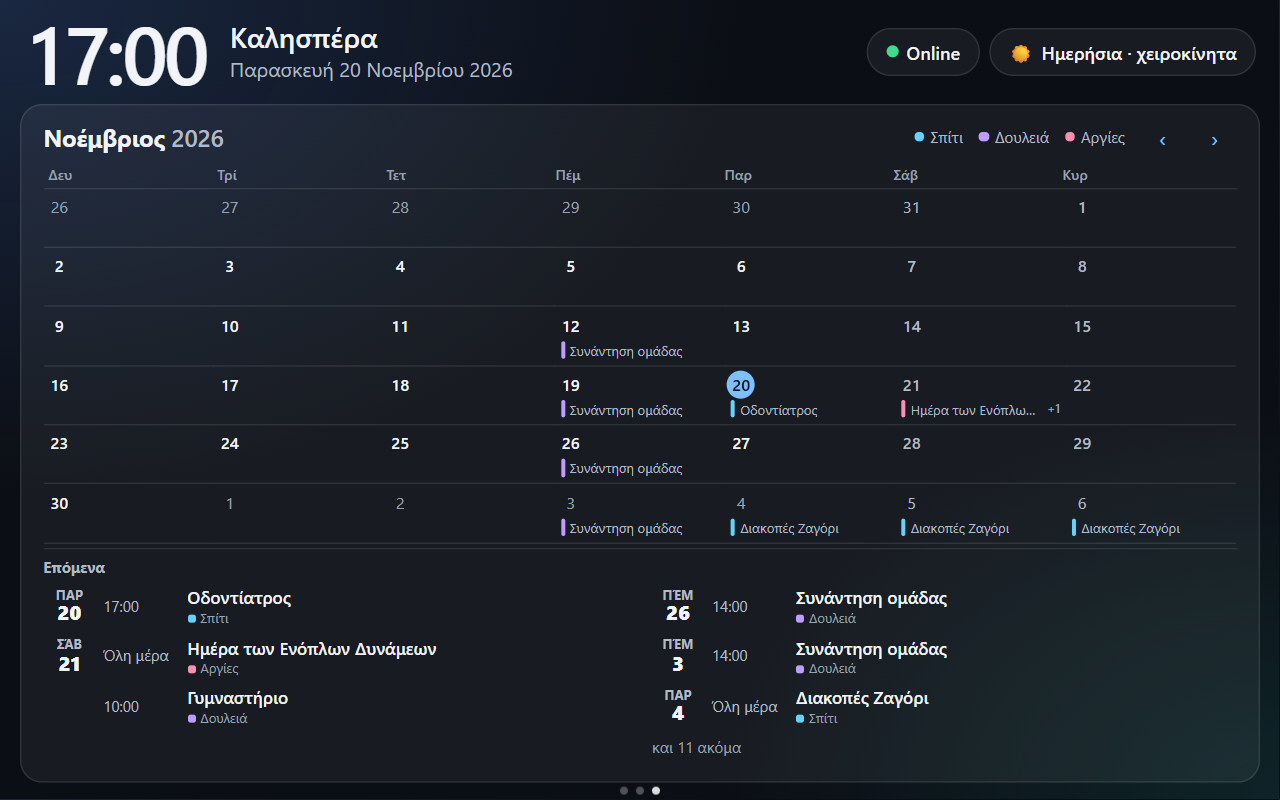 17:00
Καλησπέρα
Παρασκευή 20 Νοεμβρίου 2026
Online
Ημερήσια · χειροκίνητα
Νοέμβριος 2026
Σπίτι Δουλειά Αργίες ‹ ›
Δευ Τρί Τετ Πέμ Παρ Σάβ Κυρ
26 27 28 29 30 31 1
2 3 4 5 6 7 8
9 10 11 12 13 14 15
Συνάντηση ομάδας
16 17 18 19 20 21 22
Συνάντηση ομάδας Οδοντίατρος Ημέρα των Ενόπλω... +1
23 24 25 26 27 28 29
Συνάντηση ομάδας
30 1 2 3 4 5 6
Συνάντηση ομάδας Διακοπές Ζαγόρι Διακοπές Ζαγόρι Διακοπές Ζαγόρι
Επόμενα
ΠΑΡ
20
17:00
Οδοντίατρος
Σπίτι
ΣΆΒ
21
Όλη μέρα
Ημέρα των Ενόπλων Δυνάμεων
Αργίες
10:00
Γυμναστήριο
Δουλειά
ΠΈΜ
26
14:00
Συνάντηση ομάδας
Δουλειά
ΠΈΜ
3
14:00
Συνάντηση ομάδας
Δουλειά
ΠΑΡ
4
Όλη μέρα
Διακοπές Ζαγόρι
Σπίτι
και 11 ακόμα